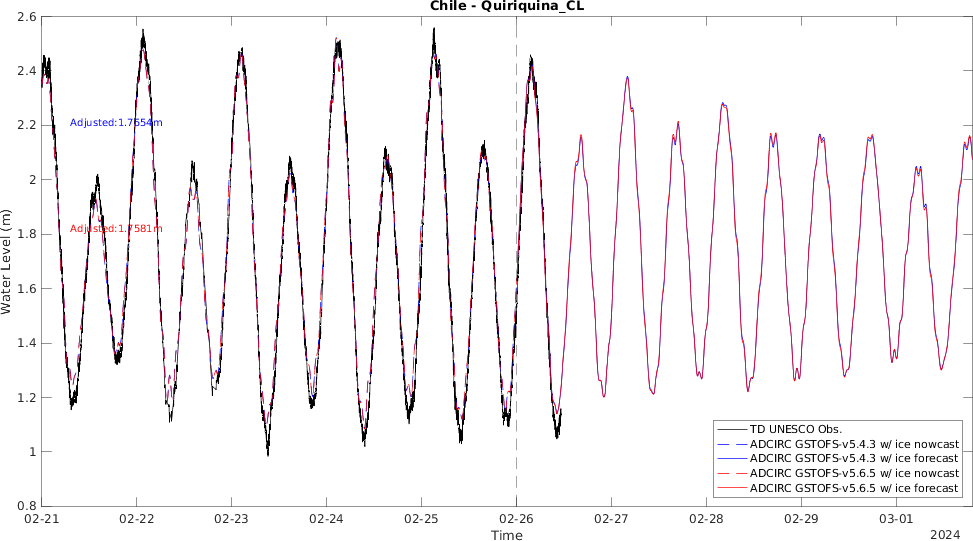 Chile - Quiriquina_CL
2.6
2.4
2.2
2
1.8
1.6
1.4
1.2
1
0.8
Water Level (m)
Adjusted:1.7654m
Adjusted:1.7581m
TD UNESCO Obs.
ADCIRC GSTOFS-v5.4.3 w/ ice nowcast
ADCIRC GSTOFS-v5.4.3 w/ ice forecast
ADCIRC GSTOFS-v5.6.5 w/ ice nowcast
ADCIRC GSTOFS-v5.6.5 w/ ice forecast
02-21 02-22 02-23 02-24 02-25 02-26 02-27 02-28 02-29 03-01
Time
2024